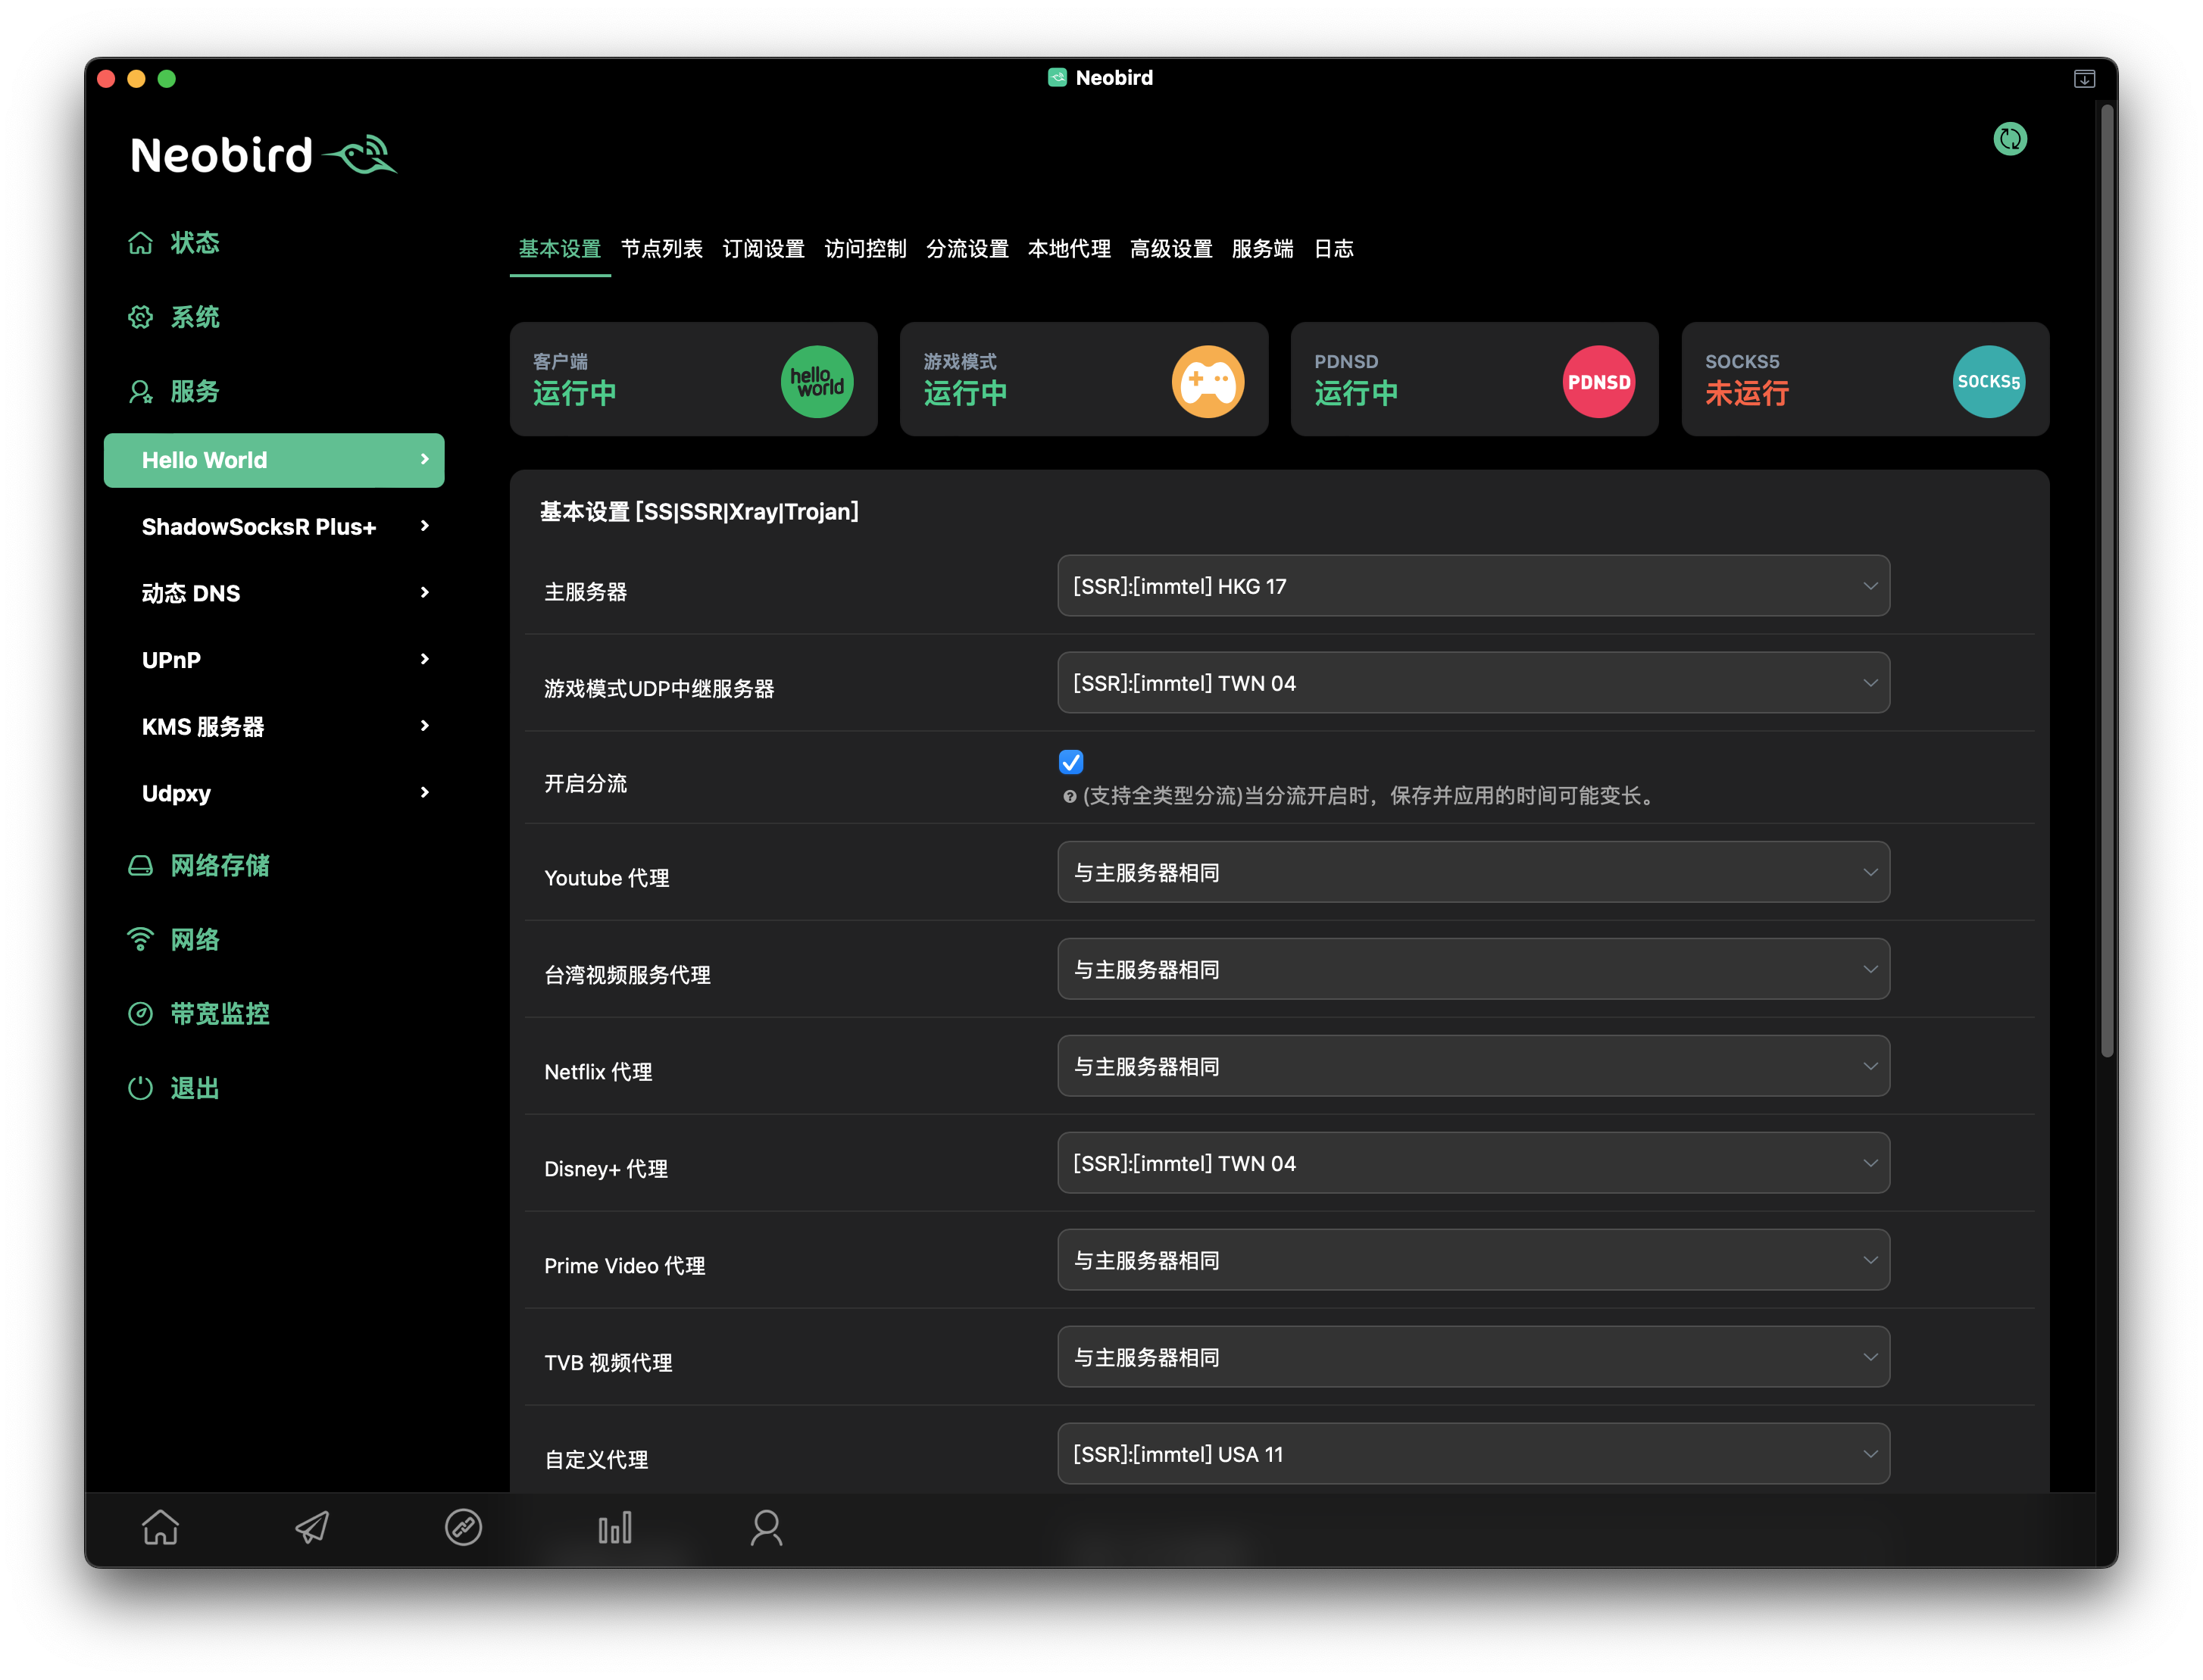 Neobird
Neobird
状态
系统
服务
Hello World
ShadowSocksR Plus+
动态 DNS
UPnP
KMS 服务器
Udpxy
网络存储
网络
带宽监控
退出
基本设置 节点列表 订阅设置 访问控制 分流设置 本地代理 高级设置 服务端 日志
客户端
运行中
hello world
游戏模式
运行中
PDNSD
运行中
PDNSD
SOCKS5
未运行
SOCKS5
基本设置 [SS|SSR|Xray|Trojan]
主服务器 [SSR]:[immtel] HKG 17
游戏模式UDP中继服务器 [SSR]:[immtel] TWN 04
开启分流
(支持全类型分流)当分流开启时，保存并应用的时间可能变长。
Youtube 代理 与主服务器相同
台湾视频服务代理 与主服务器相同
Netflix 代理 与主服务器相同
Disney+ 代理 [SSR]:[immtel] TWN 04
Prime Video 代理 与主服务器相同
TVB 视频代理 与主服务器相同
自定义代理 [SSR]:[immtel] USA 11